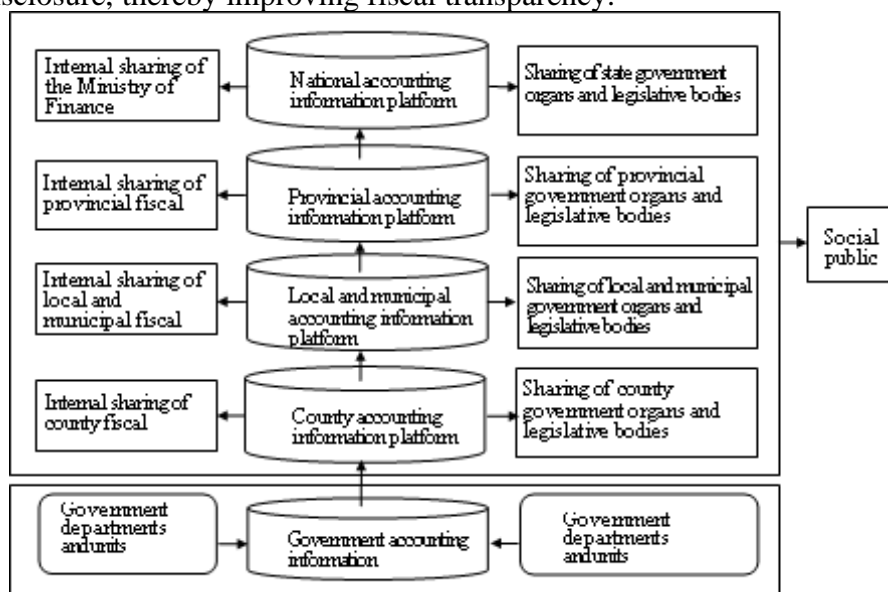 sclosure, thereby improving fiscal transparency.
Internal sharing of
the Ministry of
Finance
National accounting
information platform
Sharing of state government
organs and legislative bodies
Internal sharing of
provincial fiscal
Provincial accounting
information platform
Sharing of provincial
government organs and
legislative bodies
Internal sharing of
local and
municipal fiscal
Local and municipal
accounting information
platform
Sharing of local and municipal
government organs and
legislative bodies
Internal sharing of
county fiscal
County accounting
information platform
Sharing of county
government organs and
legislative bodies
Social
public
Government
departments
andunits
Government accounting
information
Government
departments
andunits